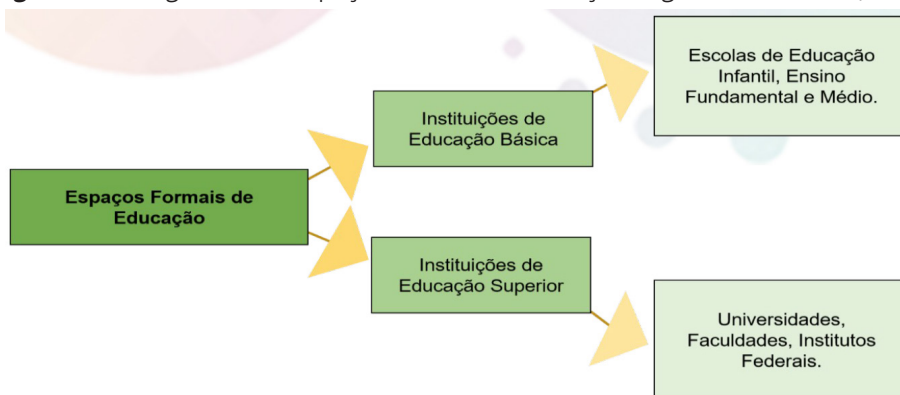 Espaços Formais de
Educação
Instituições de
Educação Básica
Instituições de
Educação Superior
Escolas de Educação
Infantil, Ensino
Fundamental e Médio.
Universidades,
Faculdades, Institutos
Federais.